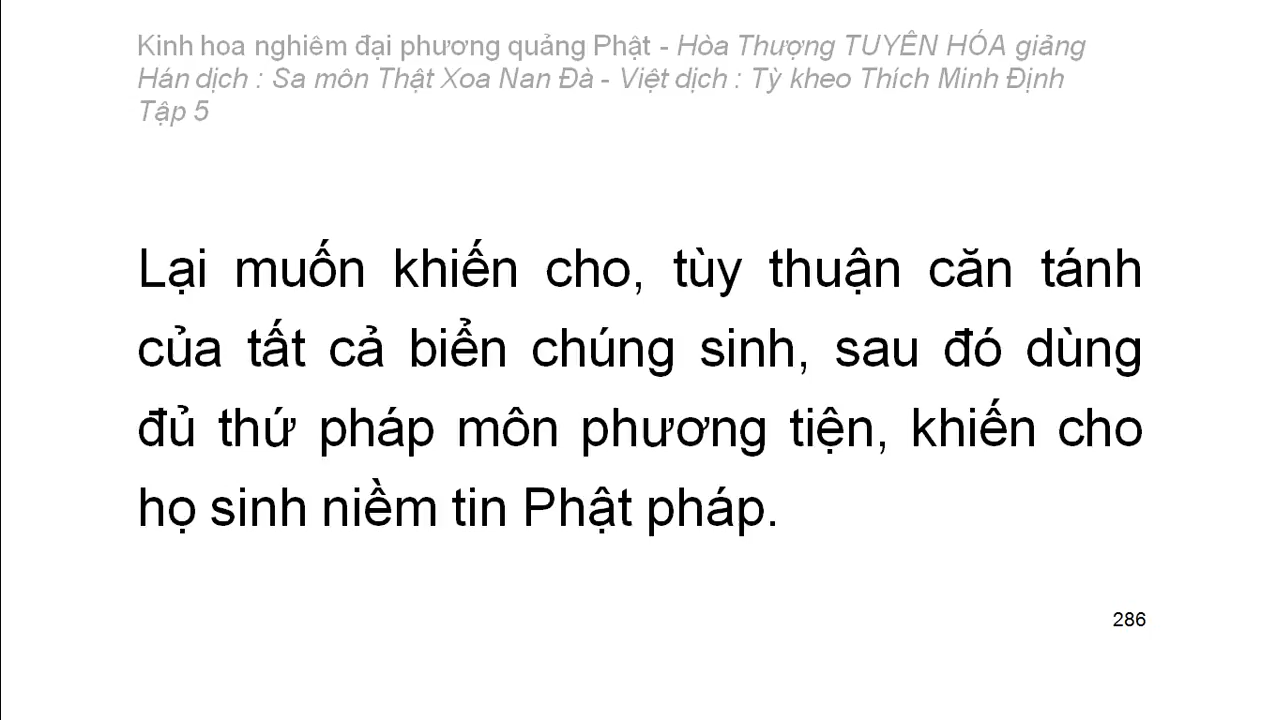 Kinh hoa nghiêm đại phương quảng Phật - Hòa Thượng TUYÊN HÓA giảng
Hán dịch : Sa môn Thật Xoa Nan Đà - Việt dịch : Tỳ kheo Thích Minh Định
Tập 5
Lại muốn khiến cho, tùy thuận căn tánh
của tất cả biển chúng sinh, sau đó dùng
đủ thứ pháp môn phương tiện, khiến cho
họ sinh niềm tin Phật pháp.
286